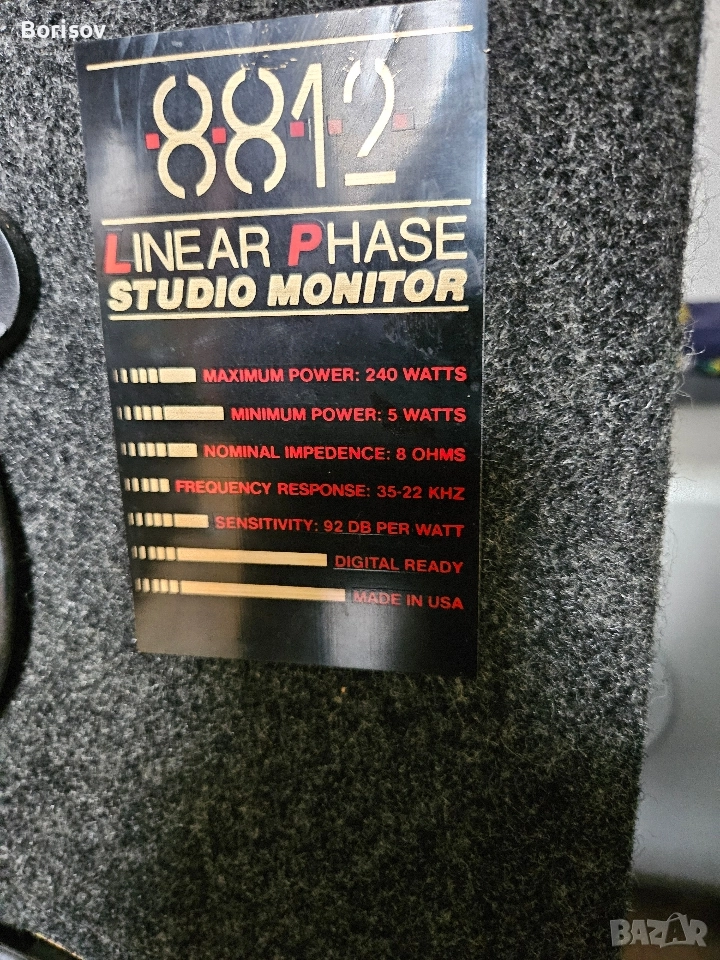 Borisov
8812
LINEAR PHASE
STUDIO MONITOR
MAXIMUM POWER: 240 WATTS
MINIMUM POWER: 5 WATTS
NOMINAL IMPEDENCE: 8 OHMS
FREQUENCY RESPONSE: 35-22 KHZ
SENSITIVITY: 92 DB PER WATT
DIGITAL READY
MADE IN USA
BAZAR